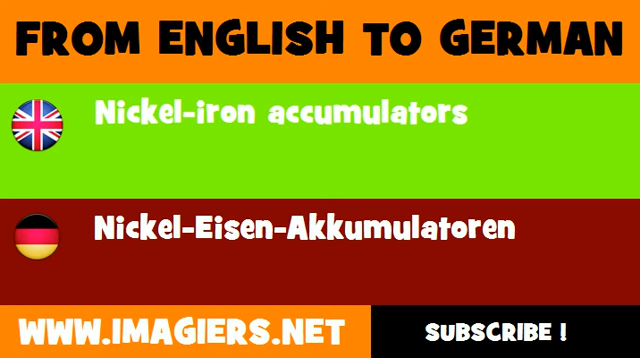 FROM ENGLISH TO GERMAN
Nickel-iron accumulators
Nickel-Eisen-Akkumulatoren
WWW.IMAGIERS.NET
SUBSCRIBE !